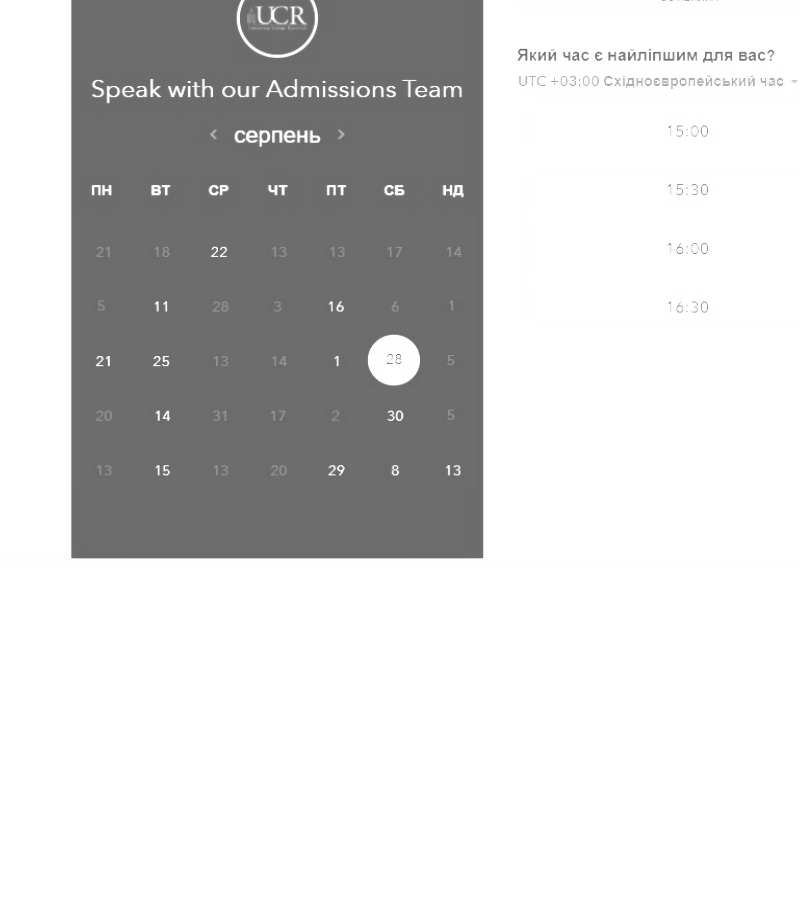 UCR
Speak with our Admissions Team
серпень
ПН ВТ СР ЧТ ПТ СБ НД
21 18 22 13 13 17 14
5 11 28 3 16 6 1
21 25 13 14 1 28 5
20 14 31 17 2 30 5
13 15 13 20 29 8 13
Який час є найліпшим для вас?
UTC +03:00 Східноєвропейський час
15:00
15:30
16:00
16:30